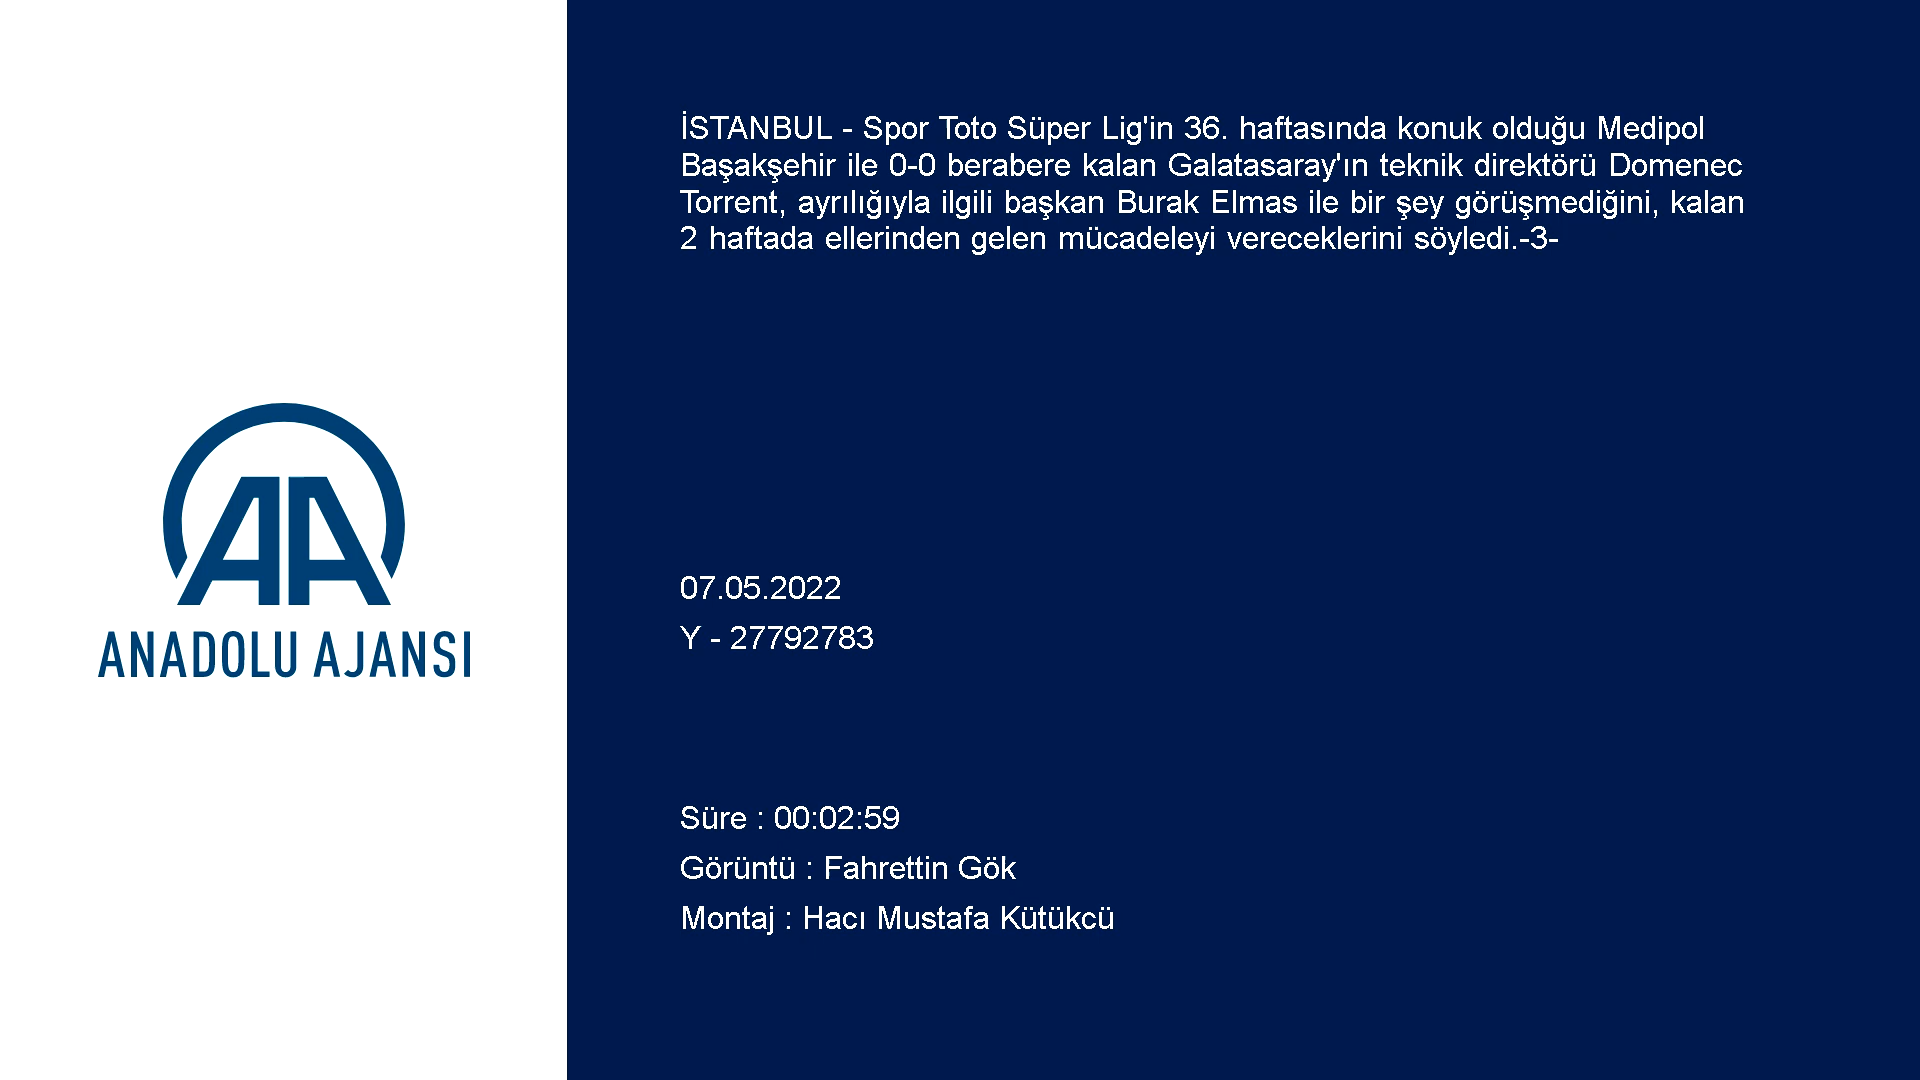 İSTANBUL - Spor Toto Süper Lig'in 36. haftasında konuk olduğu Medipol
Başakşehir ile 0-0 berabere kalan Galatasaray'ın teknik direktörü Domenec
Torrent, ayrılığıyla ilgili başkan Burak Elmas ile bir şey görüşmediğini, kalan
2 haftada ellerinden gelen mücadeleyi vereceklerini söyledi.-3-
AA
ANADOLU AJANSI
07.05.2022
Y - 27792783
Süre : 00:02:59
Görüntü : Fahrettin Gök
Montaj : Hacı Mustafa Kütükcü